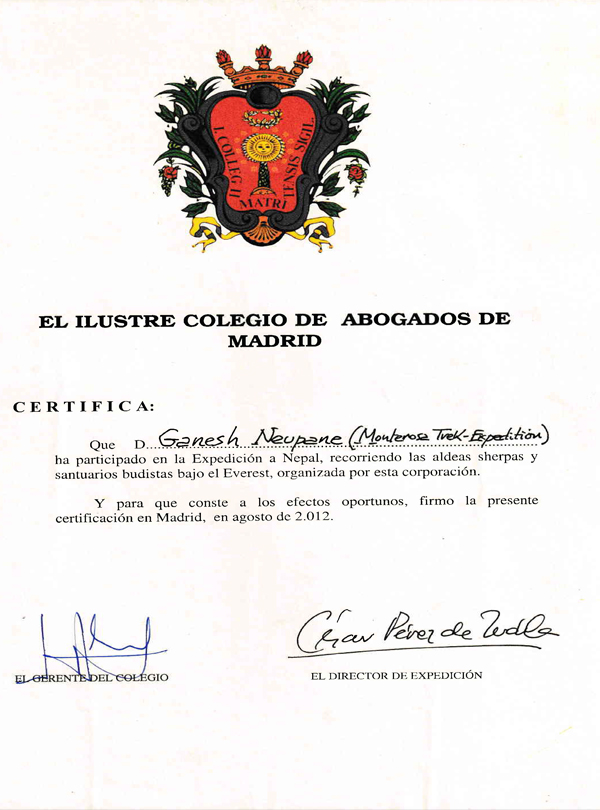 I. COLLEGII MATRITENSIS SIGIL.
EL ILUSTRE COLEGIO DE ABOGADOS DE
MADRID
CERTIFICA:
Que D....Ganesh Neupane (Monterosa Trek-Expedition)
ha participado en la Expedición a Nepal, recorriendo las aldeas sherpas y
santuarios budistas bajo el Everest, organizada por esta corporación.
Y para que conste a los efectos oportunos, firmo la presente
certificación en Madrid, en agosto de 2.012.
César Pérez de Tudela
EL GERENTE DEL COLEGIO
EL DIRECTOR DE EXPEDICIÓN